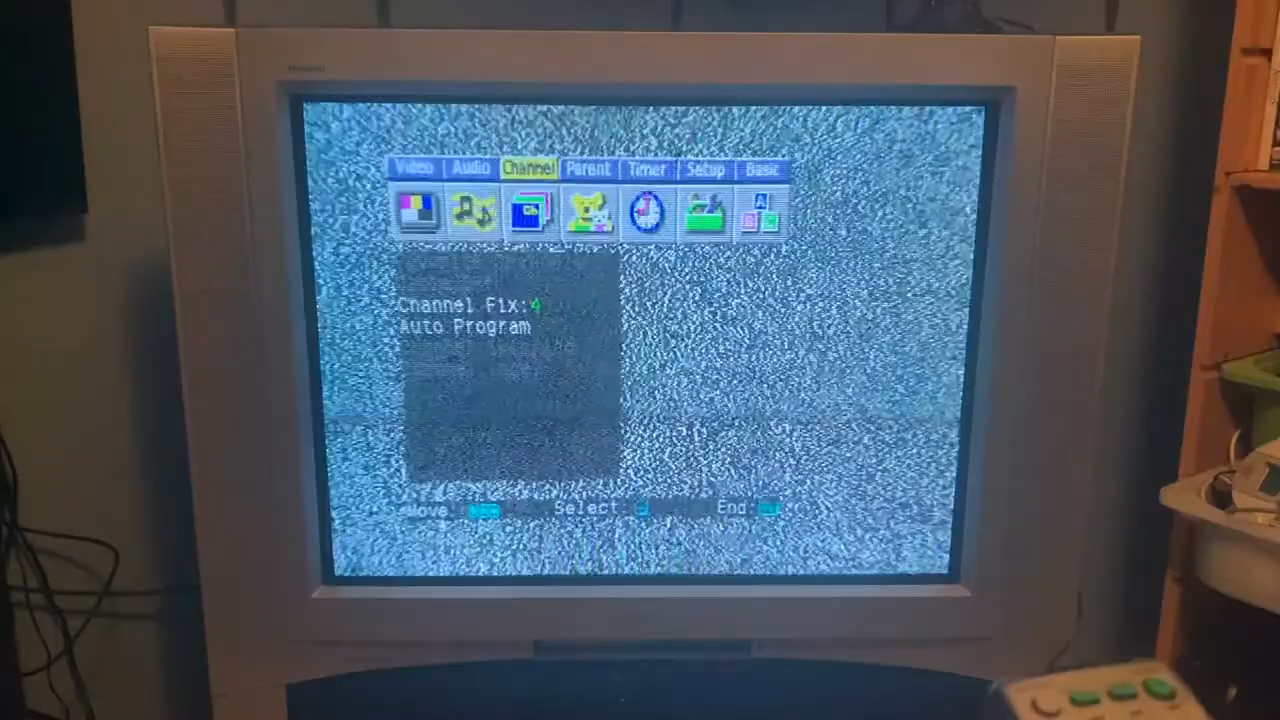 Video Audio Channel Parent Timer Setup Basic
Channel Fix:4
Auto Program
Move Select End